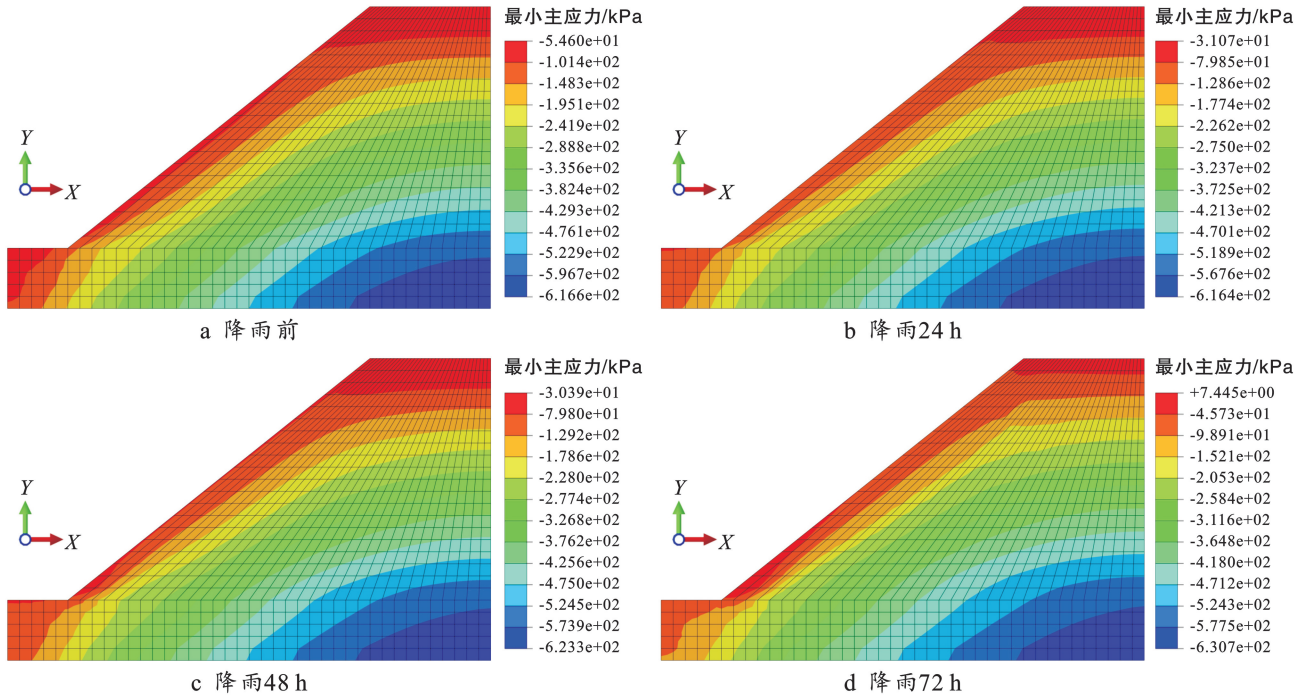 最小主应力/kPa
-5.460e+01
-1.014e+02
-1.483e+02
-1.951e+02
-2.419e+02
-2.888e+02
-3.356e+02
-3.824e+02
-4.293e+02
-4.761e+02
-5.229e+02
-5.967e+02
-6.166e+02
Y
X
a 降雨前
最小主应力/kPa
-3.107e+01
-7.985e+01
-1.286e+02
-1.774e+02
-2.262e+02
-2.750e+02
-3.237e+02
-3.725e+02
-4.213e+02
-4.701e+02
-5.189e+02
-5.676e+02
-6.164e+02
Y
X
b 降雨24 h
最小主应力/kPa
-3.039e+01
-7.980e+01
-1.292e+02
-1.786e+02
-2.280e+02
-2.774e+02
-3.268e+02
-3.762e+02
-4.256e+02
-4.750e+02
-5.245e+02
-5.739e+02
-6.233e+02
Y
X
c 降雨48 h
最小主应力/kPa
+7.445e+00
-4.573e+01
-9.891e+01
-1.521e+02
-2.053e+02
-2.584e+02
-3.116e+02
-3.648e+02
-4.180e+02
-4.712e+02
-5.243e+02
-5.775e+02
-6.307e+02
Y
X
d 降雨72 h